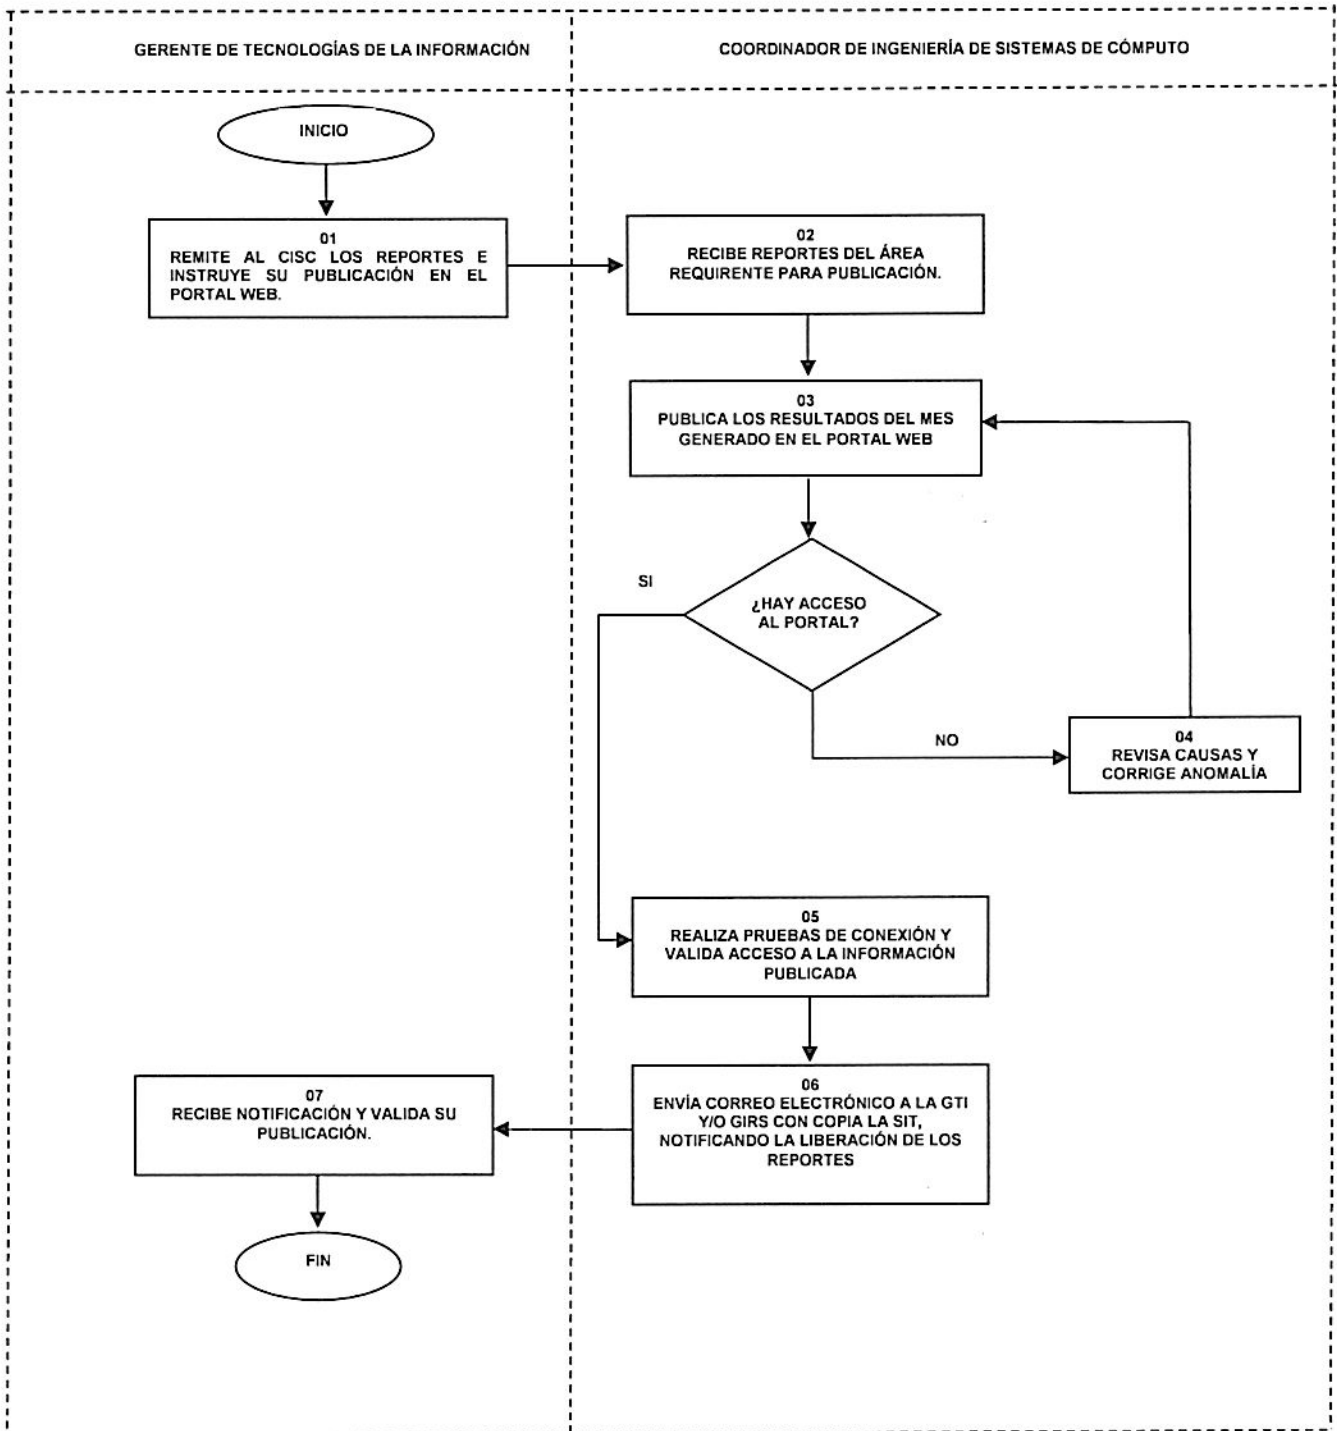 GERENTE DE TECNOLOGÍAS DE LA INFORMACIÓN
COORDINADOR DE INGENIERÍA DE SISTEMAS DE CÓMPUTO
INICIO
01
REMITE AL CISC LOS REPORTES E
INSTRUYE SU PUBLICACIÓN EN EL
PORTAL WEB.
02
RECIBE REPORTES DEL ÁREA
REQUIRENTE PARA PUBLICACIÓN.
03
PUBLICA LOS RESULTADOS DEL MES
GENERADO EN EL PORTAL WEB
SI
¿HAY ACCESO
AL PORTAL?
NO
04
REVISA CAUSAS Y
CORRIGE ANOMALÍA
05
REALIZA PRUEBAS DE CONEXIÓN Y
VALIDA ACCESO A LA INFORMACIÓN
PUBLICADA
06
ENVÍA CORREO ELECTRÓNICO A LA GTI
Y/O GIRS CON COPIA LA SIT,
NOTIFICANDO LA LIBERACIÓN DE LOS
REPORTES
07
RECIBE NOTIFICACIÓN Y VALIDA SU
PUBLICACIÓN.
FIN